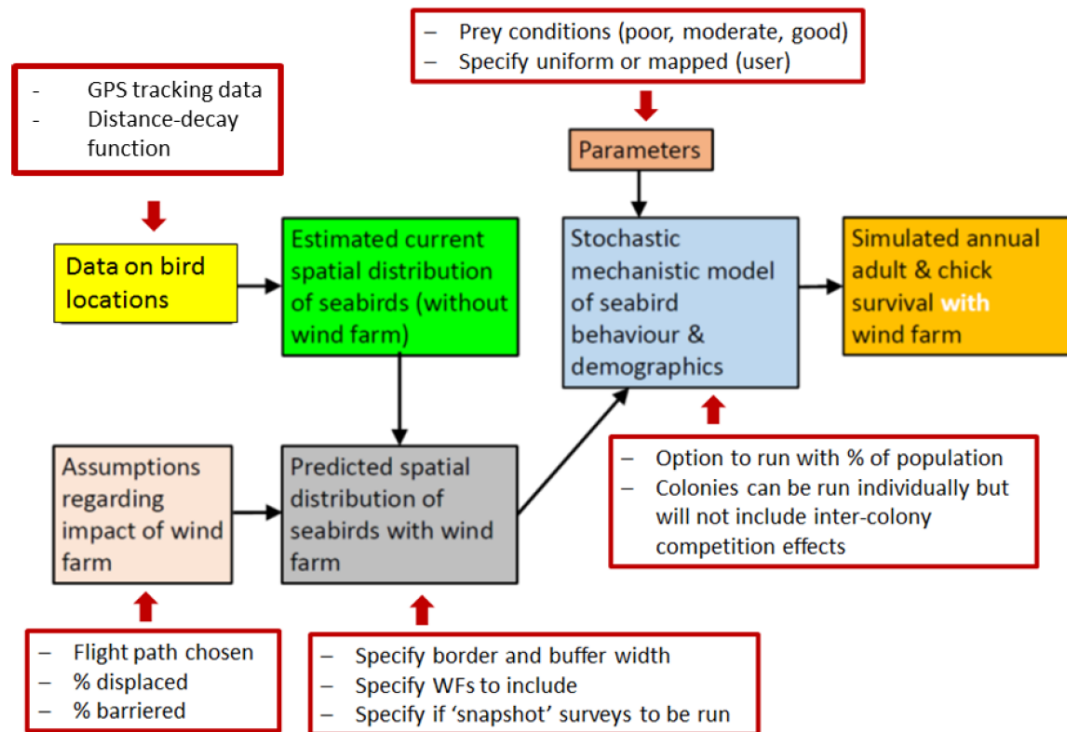 – Prey conditions (poor, moderate, good)
– Specify uniform or mapped (user)
- GPS tracking data
- Distance-decay
function
Parameters
Data on bird
locations
Estimated current
spatial distribution
of seabirds (without
wind farm)
Stochastic
mechanistic model
of seabird
behaviour &
demographics
Simulated annual
adult & chick
survival with
wind farm
Assumptions
regarding
impact of wind
farm
Predicted spatial
distribution of
seabirds with wind
farm
– Option to run with % of population
– Colonies can be run individually but
will not include inter-colony
competition effects
– Flight path chosen
– % displaced
– % barriered
– Specify border and buffer width
– Specify WFs to include
– Specify if ‘snapshot’ surveys to be run